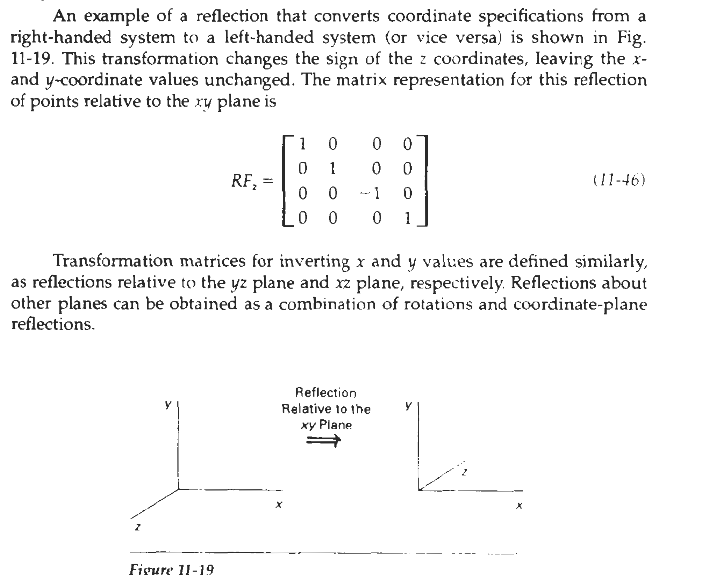 An example of a reflection that converts coordinate specifications from a
right-handed system to a left-handed system (or vice versa) is shown in Fig.
11-19. This transformation changes the sign of the z coordinates, leaving the x-
and y-coordinate values unchanged. The matrix representation for this reflection
of points relative to the xy plane is
RF_z = [ 1 0 0 0
0 1 0 0
0 0 -1 0
0 0 0 1 ]
(11-46)
Transformation matrices for inverting x and y values are defined similarly,
as reflections relative to the yz plane and xz plane, respectively. Reflections about
other planes can be obtained as a combination of rotations and coordinate-plane
reflections.
y
x
z
Reflection
Relative to the
xy Plane
⇒
y
z
x
Figure 11-19